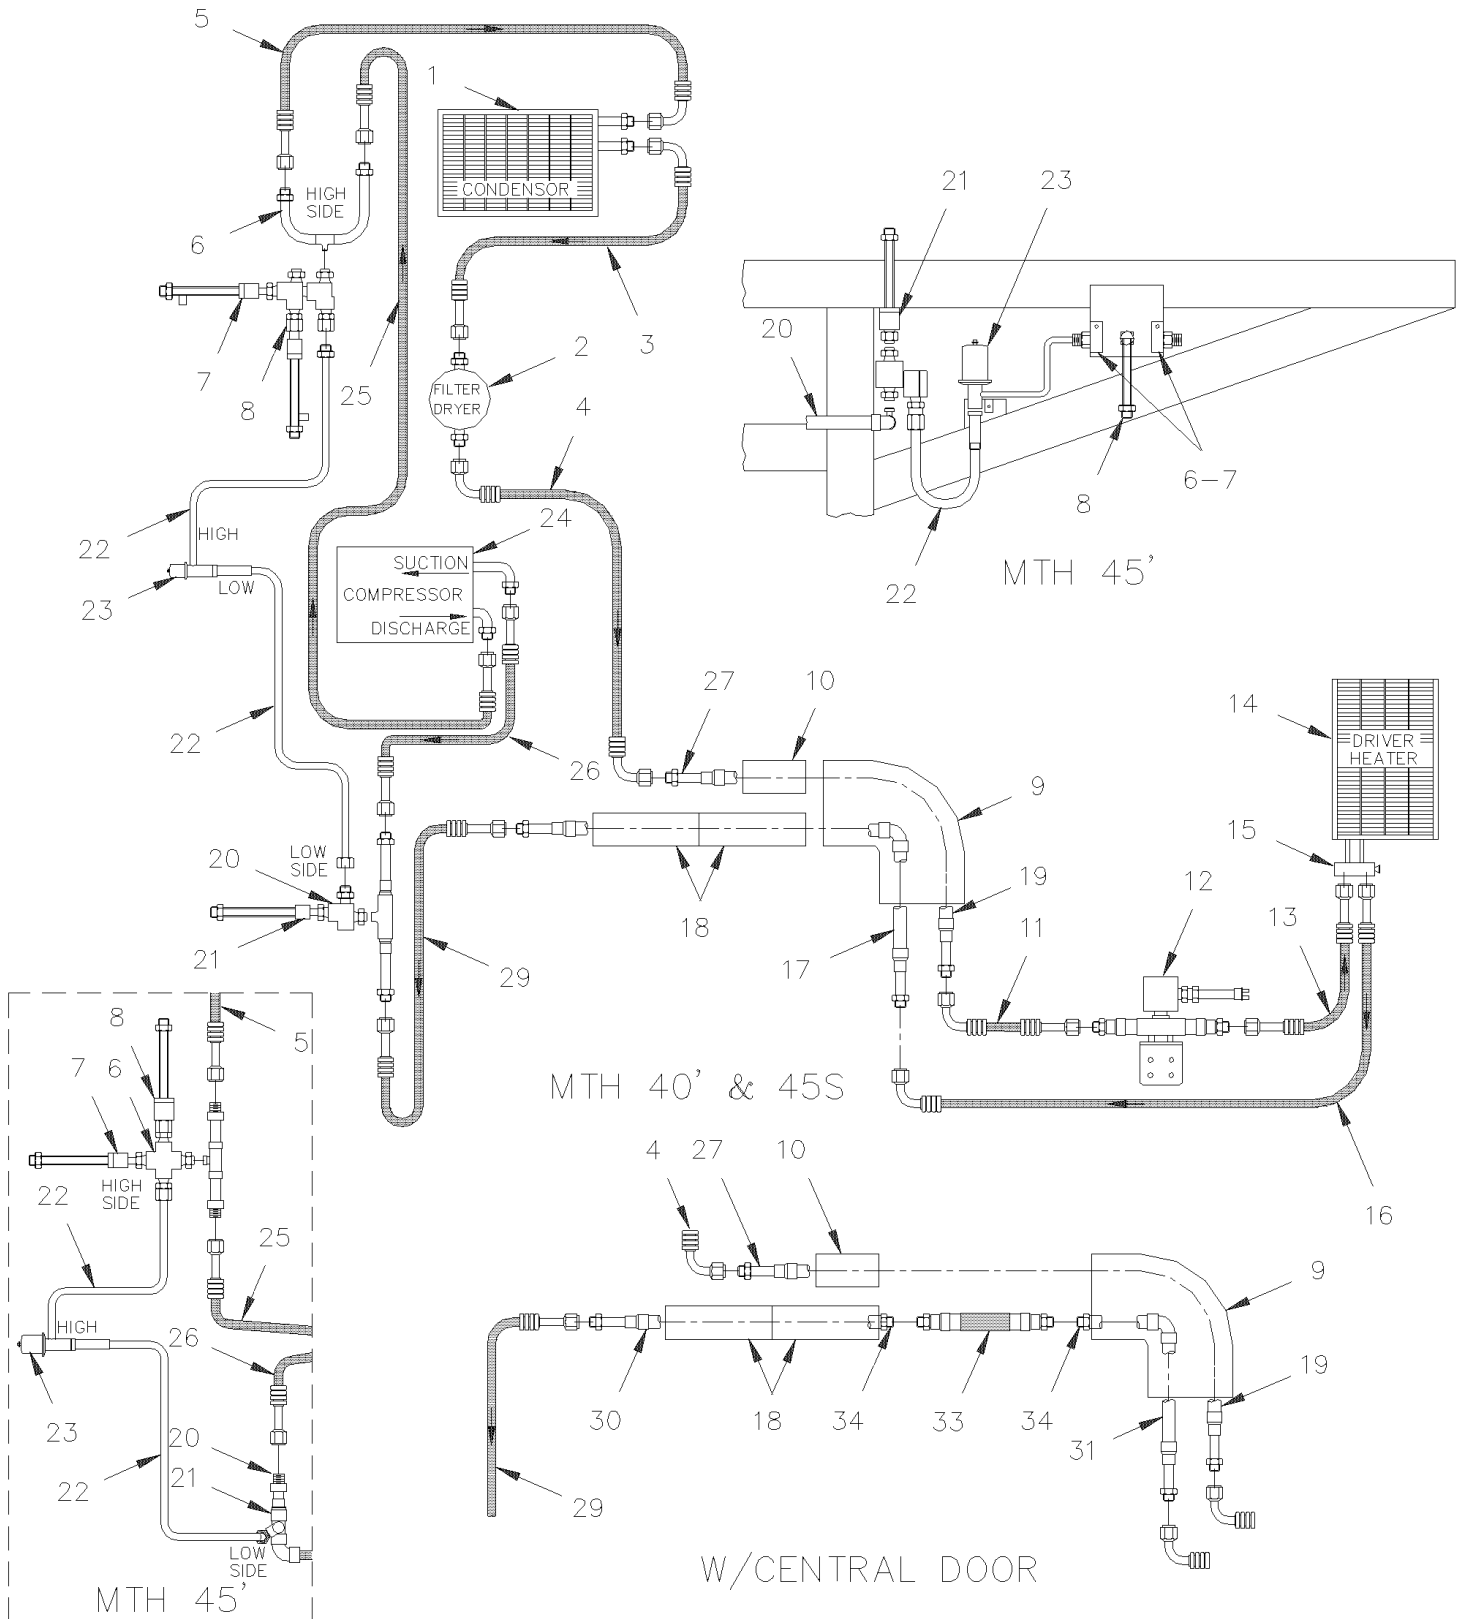 5
1
CONDENSOR
HIGH
SIDE
6
7
8
25
3
2
FILTER
DRYER
4
21
23
20
6-7
8
22
MTH 45'
22
HIGH
23
LOW
24
SUCTION
COMPRESSOR
DISCHARGE
22
26
27
10
9
14
DRIVER
HEATER
15
LOW
SIDE
20
21
29
18
17
19
11
12
13
16
MTH 40' & 45S
8
5
7
6
HIGH
SIDE
22
25
HIGH
26
23
20
22
21
LOW
SIDE
MTH 45'
4
27
10
9
30
18
34
33
34
19
31
29
W/CENTRAL DOOR